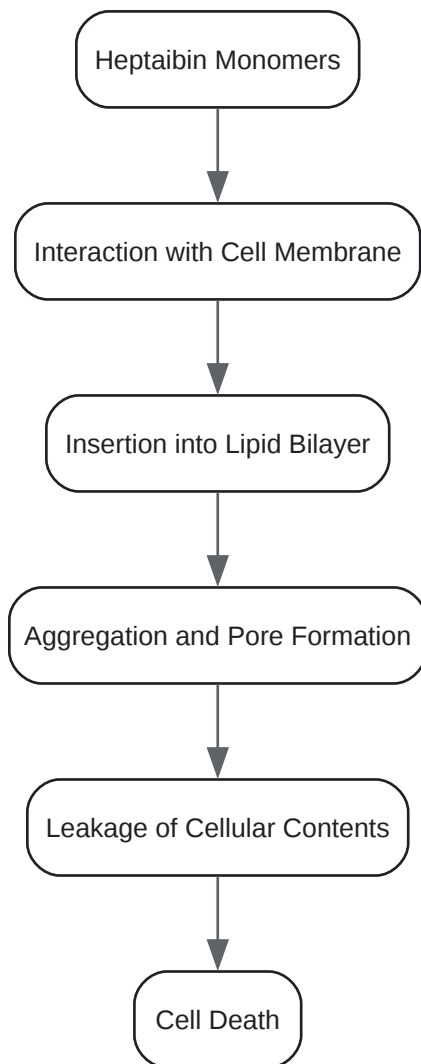 Heptaibin Monomers
Interaction with Cell Membrane
Insertion into Lipid Bilayer
Aggregation and Pore Formation
Leakage of Cellular Contents
Cell Death